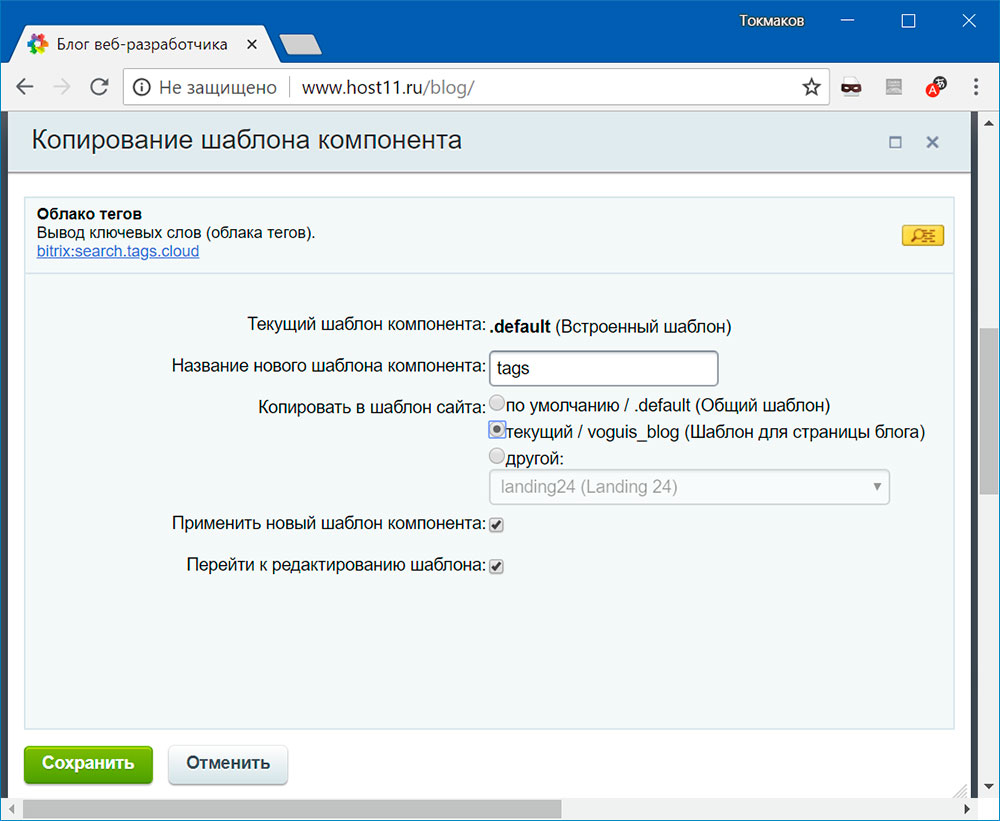 Токмаков
Блог веб-разработчика
Не защищено www.host11.ru/blog/
Копирование шаблона компонента
Облако тегов
Вывод ключевых слов (облака тегов).
bitrix:search.tags.cloud
Текущий шаблон компонента: .default (Встроенный шаблон)
Название нового шаблона компонента: tags
Копировать в шаблон сайта: по умолчанию / .default (Общий шаблон)
текущий / voguis_blog (Шаблон для страницы блога)
другой:
landing24 (Landing 24)
Применить новый шаблон компонента:
Перейти к редактированию шаблона:
Сохранить Отменить